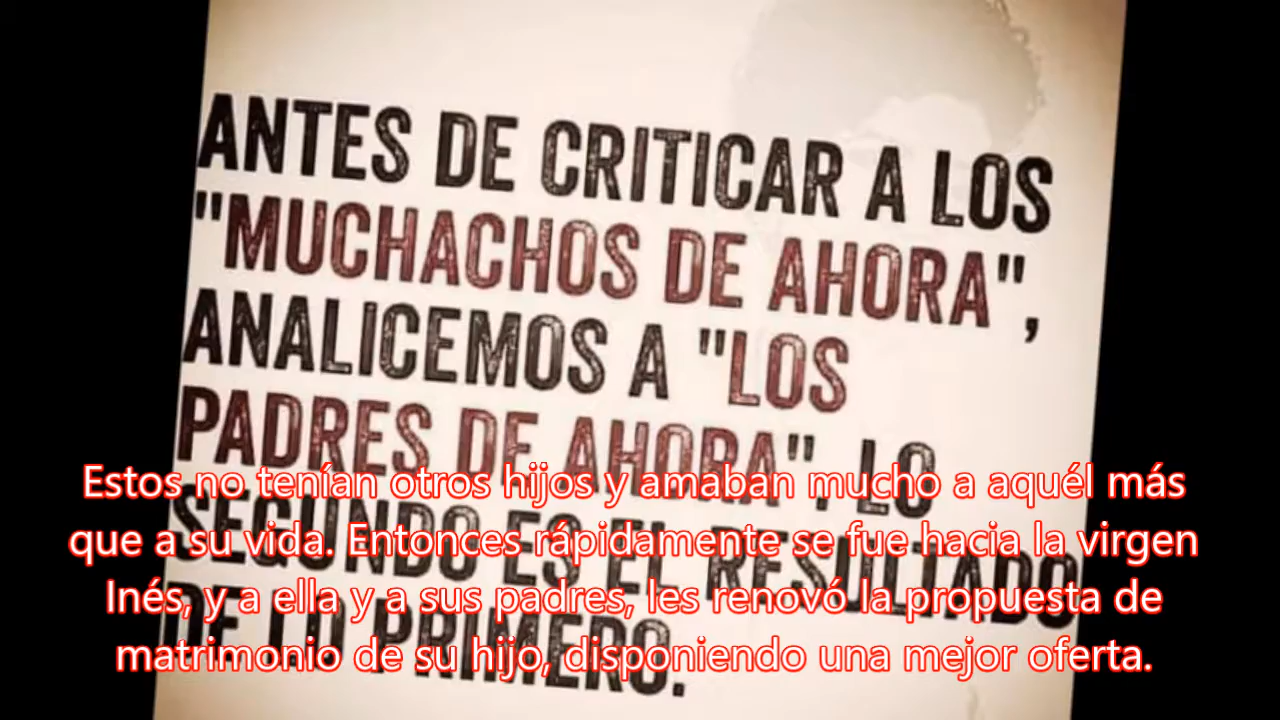 ANTES DE CRITICAR A LOS
"MUCHACHOS DE AHORA",
ANALICEMOS A "LOS
PADRES DE AHORA". LO
SEGUNDO ES EL RESULTADO
DE LO PRIMERO.
Estos no tenían otros hijos y amaban mucho a aquél más
que a su vida. Entonces rápidamente se fue hacia la virgen
Inés, y a ella y a sus padres, les renovó la propuesta de
matrimonio de su hijo, disponiendo una mejor oferta.